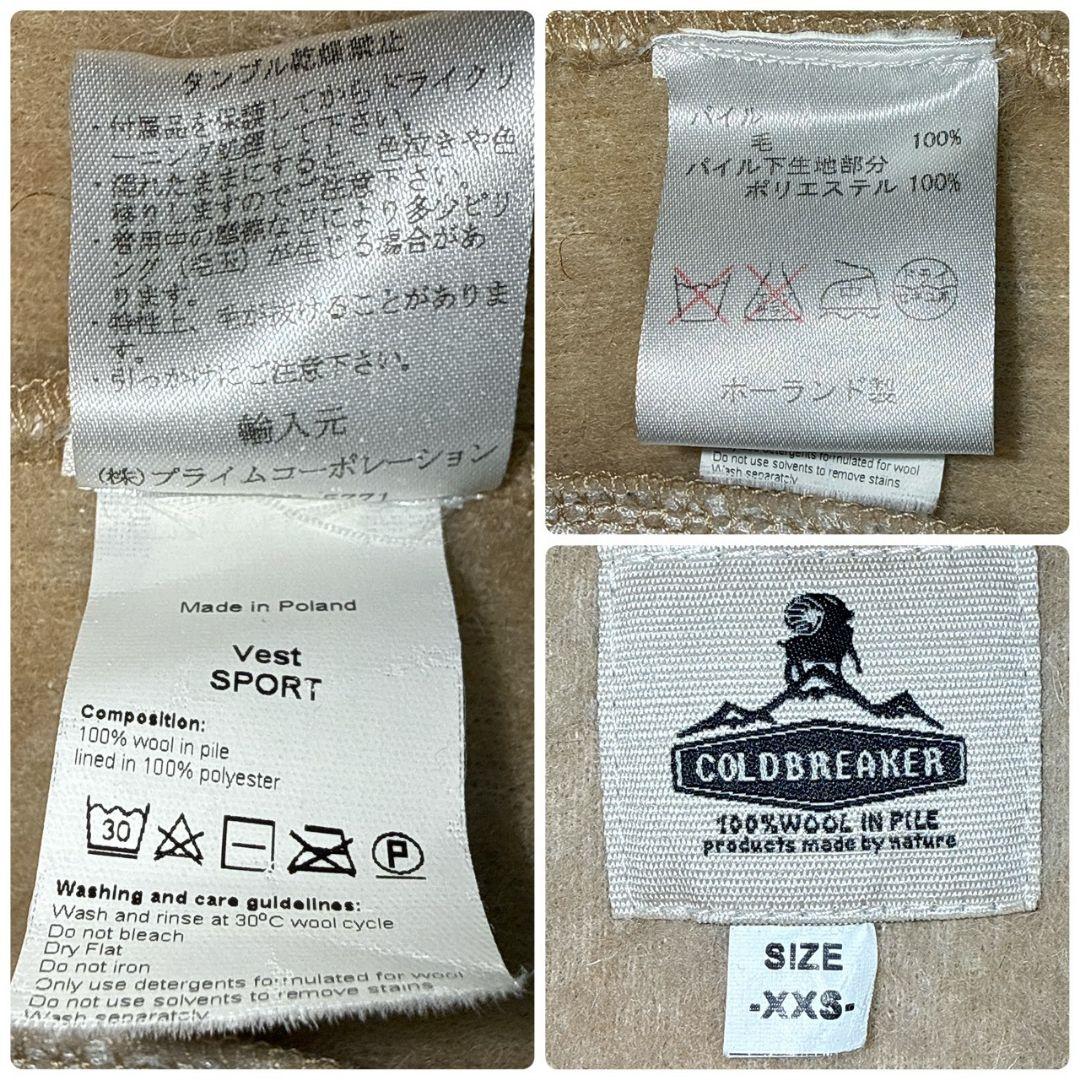 タンブル乾燥禁止
・付属品を保護してからドライクリ
ーニング処理して下さい。
・濡れたままにすると、色泣きや色
移りしますのでご注意下さい。
・着用中の摩擦などにより多少ピリ
ング(毛玉)が生じる場合があ
ります。
・特性上、毛が抜けることがありま
す。
・引っかけにご注意下さい。
輸入元
(株)プライムコーポレーション
5771
Made in Poland
Vest
SPORT
Composition:
100% wool in pile
lined in 100% polyester
30 P
Washing and care guidelines:
Wash and rinse at 30°C wool cycle
Do not bleach
Dry Flat
Do not iron
Only use detergents formulated for wool
Do not use solvents to remove stains
Wash separately
パイル
毛 100%
パイル下生地部分
ポリエステル 100%
ポーランド製
detergents formulated for wool
Do not use solvents to remove stains
Wash separately
COLDBREAKER
100%WOOL IN PILE
products made by nature
SIZE
-XXS-